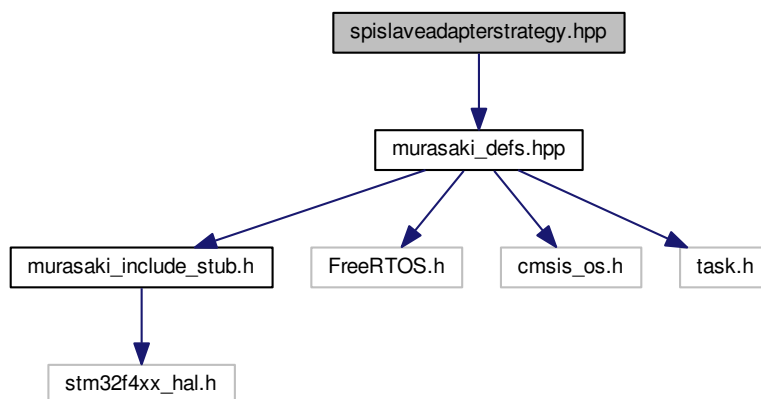 spislaveadapterstrategy.hpp
murasaki_defs.hpp
murasaki_include_stub.h
FreeRTOS.h
cmsis_os.h
task.h
stm32f4xx_hal.h